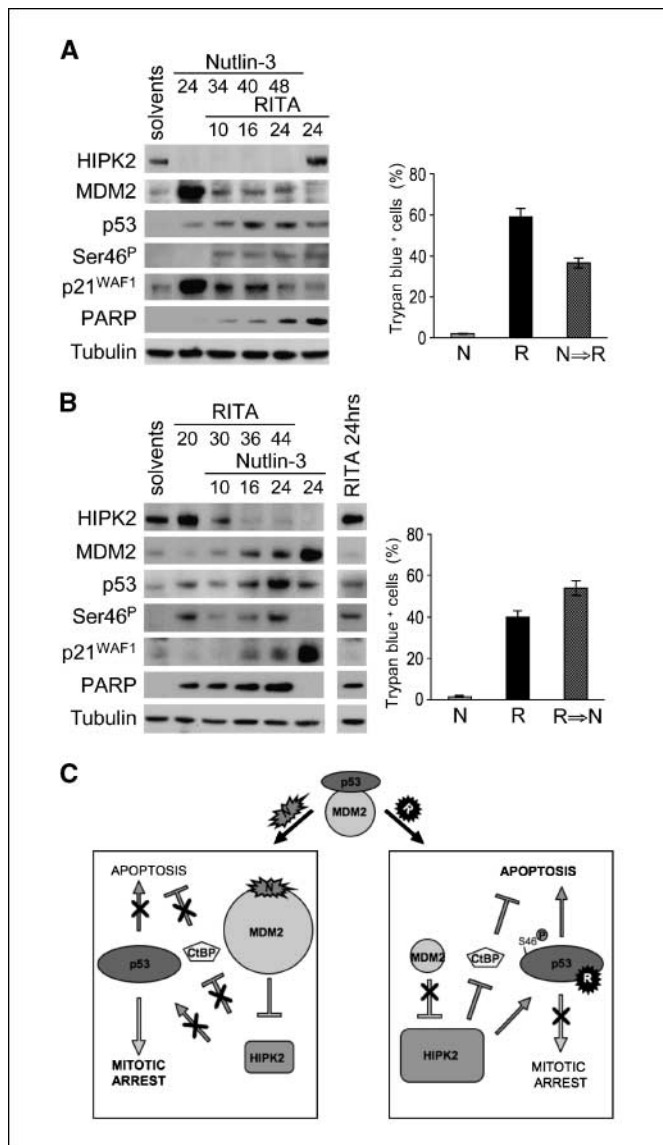 A
Nutlin-3
solvents
24 34 40 48
RITA
10 16 24 24
HIPK2
MDM2
p53
Ser46P
p21WAF1
PARP
Tubulin
Trypan blue + cells (%)
80
60
40
20
0
N R N⇒R
B
RITA
solvents
20 30 36 44
Nutlin-3
10 16 24 24
RITA 24hrs
HIPK2
MDM2
p53
Ser46P
p21WAF1
PARP
Tubulin
Trypan blue + cells (%)
80
60
40
20
0
N R R⇒N
C
p53
MDM2
N
APOPTOSIS
N
MDM2
p53
CtBP
HIPK2
MITOTIC
ARREST
APOPTOSIS
S46 P
MDM2
CtBP
p53
R
HIPK2
MITOTIC
ARREST